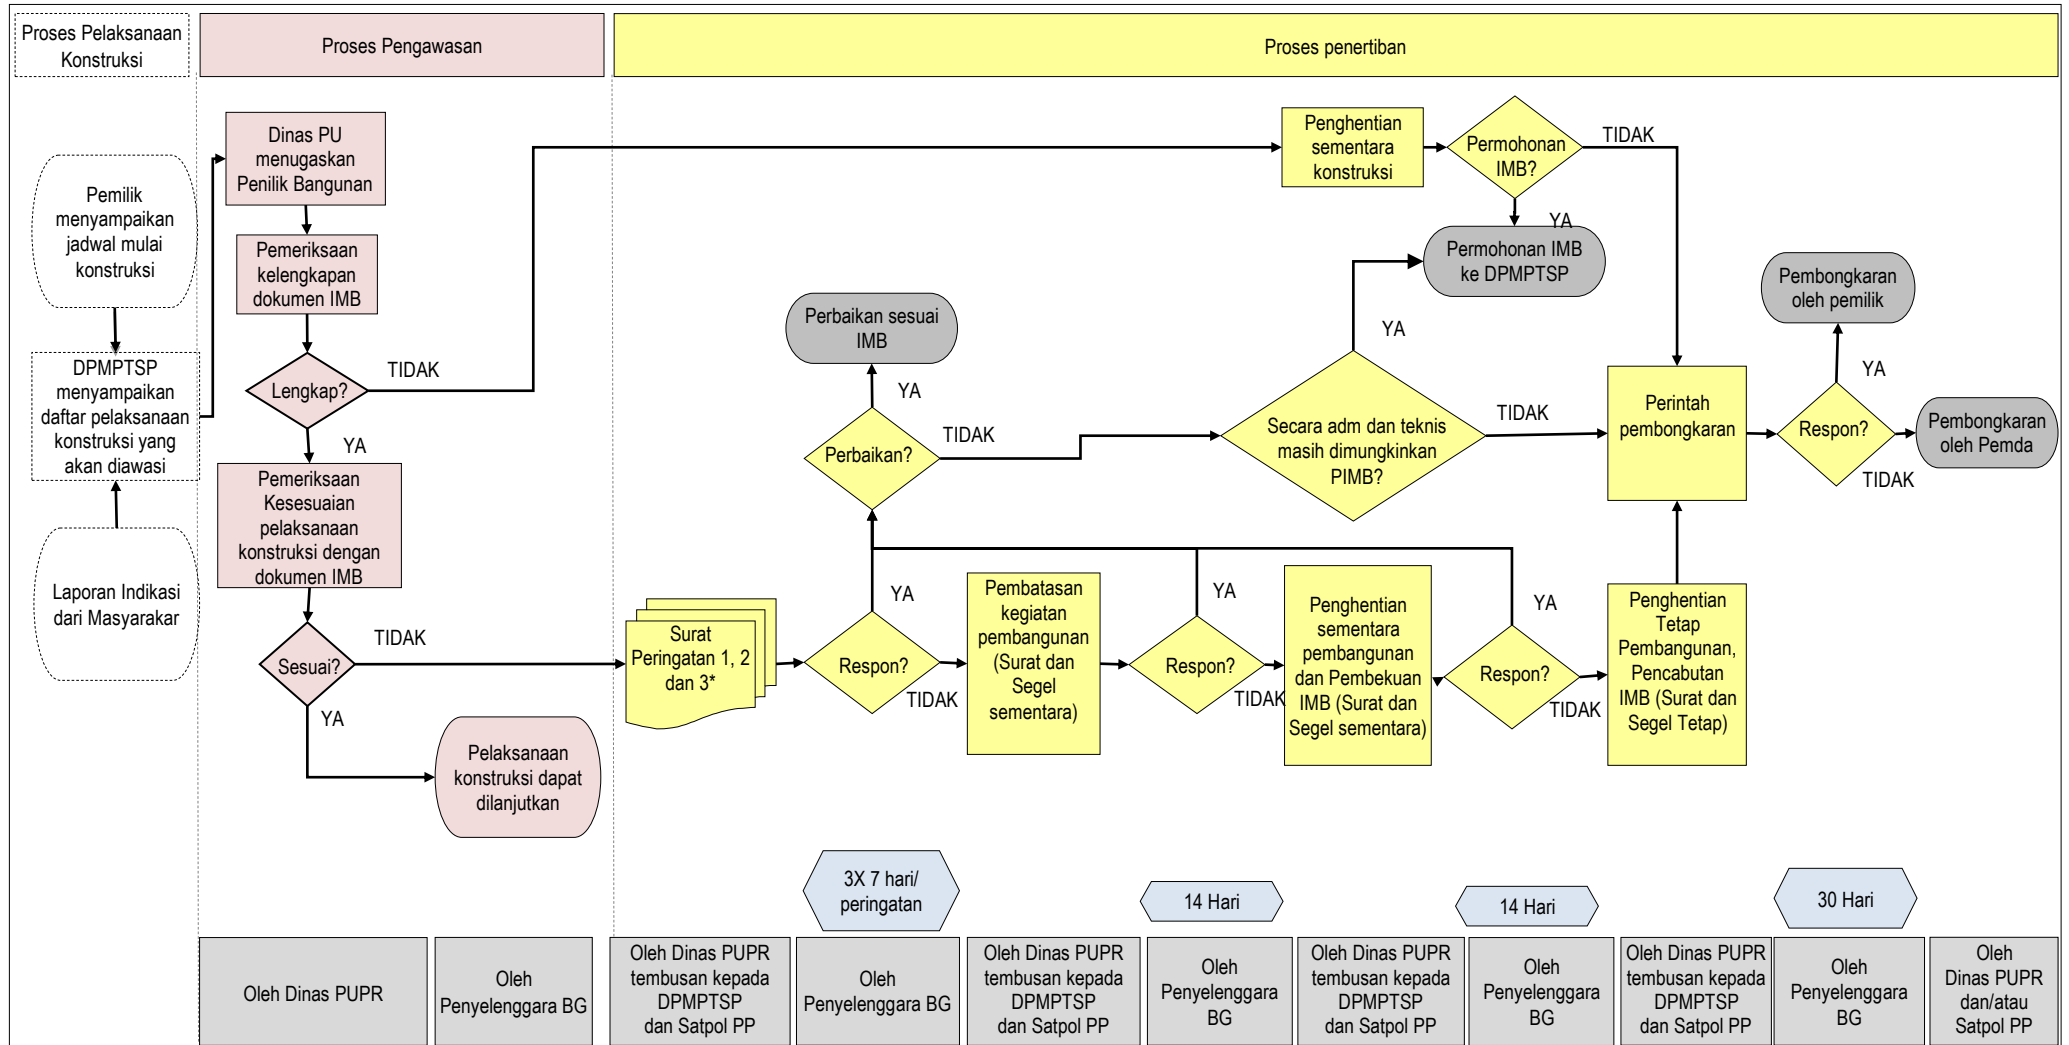 Proses Pelaksanaan
Konstruksi
Proses Pengawasan
Proses penertiban
Pemilik
menyampaikan
jadwal mulai
konstruksi
DPMPTSP
menyampaikan
daftar pelaksanaan
konstruksi yang
akan diawasi
Laporan Indikasi
dari Masyarakar
Dinas PU
menugaskan
Penilik Bangunan
Pemeriksaan
kelengkapan
dokumen IMB
Lengkap?
TIDAK
YA
Pemeriksaan
Kesesuaian
pelaksanaan
konstruksi dengan
dokumen IMB
Sesuai?
TIDAK
YA
Pelaksanaan
konstruksi dapat
dilanjutkan
Penghentian
sementara
konstruksi
Permohonan
IMB?
TIDAK
YA
Permohonan IMB
ke DPMPTSP
Perbaikan sesuai
IMB
YA
Perbaikan?
TIDAK
YA
Secara adm dan teknis
masih dimungkinkan
PIMB?
TIDAK
Perintah
pembongkaran
Pembongkaran
oleh pemilik
YA
Respon?
TIDAK
Pembongkaran
oleh Pemda
Surat
Peringatan 1, 2
dan 3*
Respon?
YA
TIDAK
Pembatasan
kegiatan
pembangunan
(Surat dan
Segel
sementara)
Respon?
YA
TIDAK
Penghentian
sementara
pembangunan
dan Pembekuan
IMB (Surat dan
Segel sementara)
Respon?
YA
TIDAK
Penghentian
Tetap
Pembangunan,
Pencabutan
IMB (Surat dan
Segel Tetap)
3X 7 hari/
peringatan
14 Hari
14 Hari
30 Hari
Oleh Dinas PUPR
Oleh
Penyelenggara BG
Oleh Dinas PUPR
tembusan kepada
DPMPTSP
dan Satpol PP
Oleh
Penyelenggara BG
Oleh Dinas PUPR
tembusan kepada
DPMPTSP
dan Satpol PP
Oleh
Penyelenggara
BG
Oleh Dinas PUPR
tembusan kepada
DPMPTSP
dan Satpol PP
Oleh
Penyelenggara
BG
Oleh Dinas PUPR
tembusan kepada
DPMPTSP
dan Satpol PP
Oleh
Penyelenggara
BG
Oleh
Dinas PUPR
dan/atau
Satpol PP